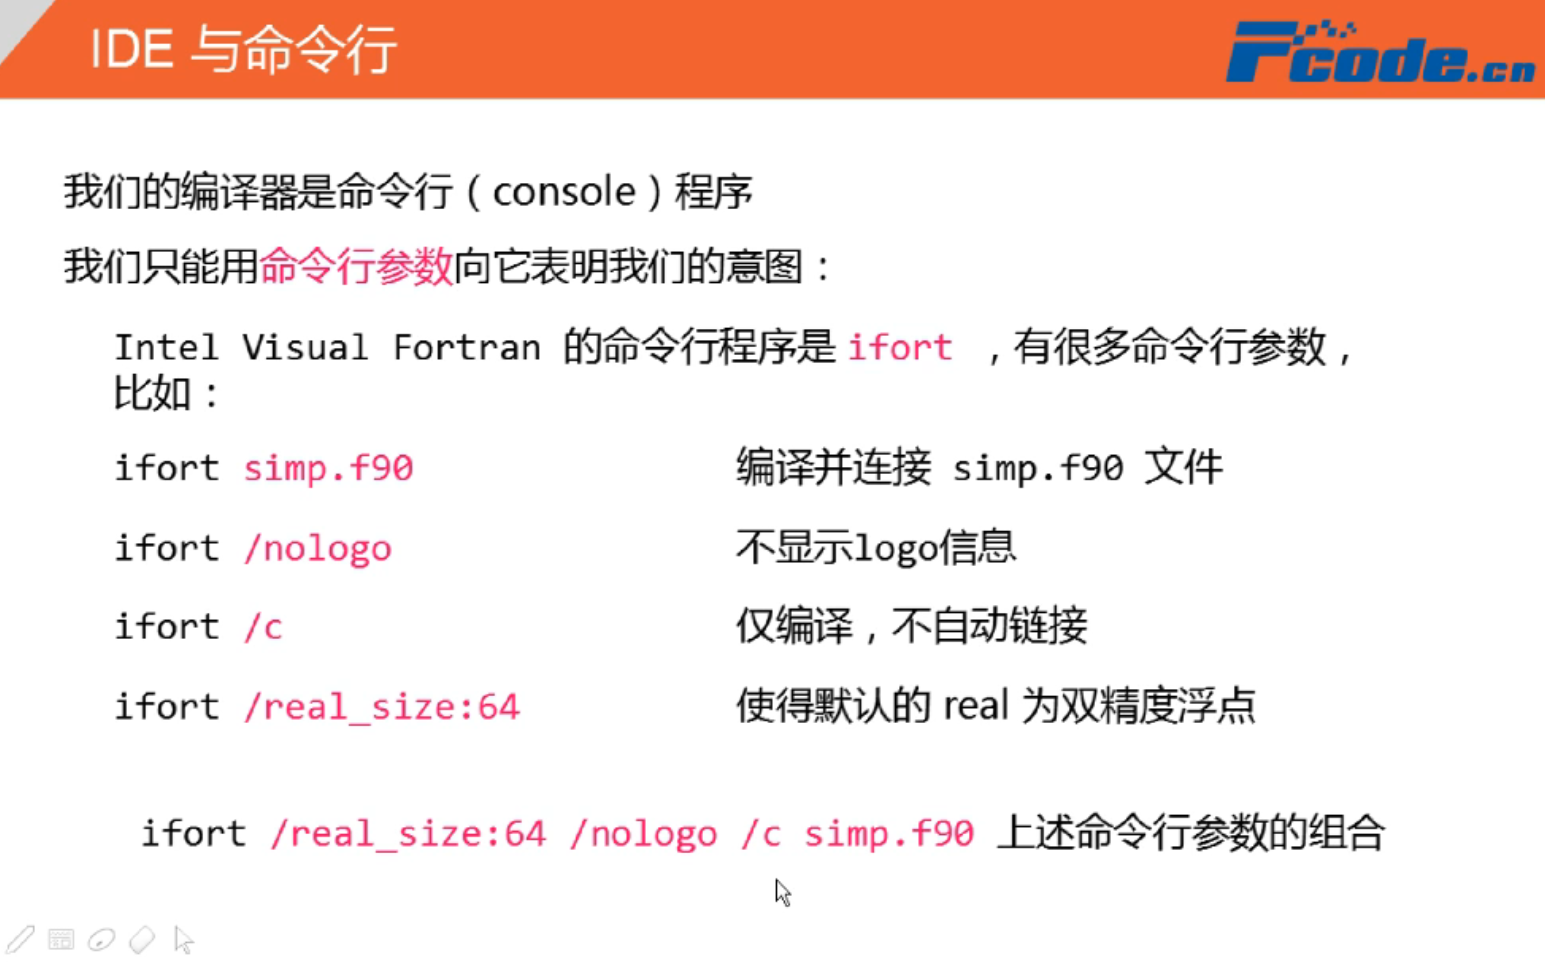 IDE 与命令行
Fcode.cn
我们的编译器是命令行（console）程序
我们只能用命令行参数向它表明我们的意图：
Intel Visual Fortran 的命令行程序是 ifort ，有很多命令行参数，
比如：
ifort simp.f90 编译并连接 simp.f90 文件
ifort /nologo 不显示logo信息
ifort /c 仅编译，不自动链接
ifort /real_size:64 使得默认的 real 为双精度浮点
ifort /real_size:64 /nologo /c simp.f90 上述命令行参数的组合